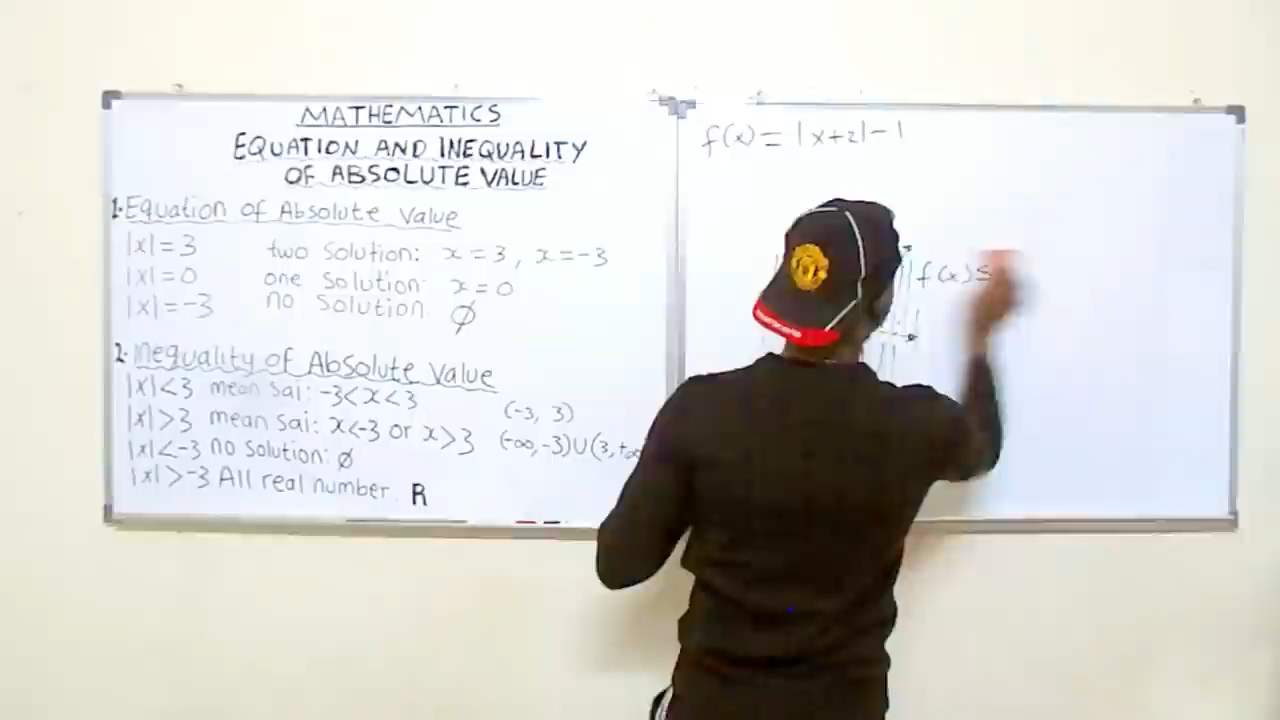 MATHEMATICS
EQUATION AND INEQUALITY
OF ABSOLUTE VALUE
1. Equation of Absolute Value
|x|=3 two solution: x=3, x=-3
|x|=0 one solution: x=0
|x|=-3 no solution: ∅
2. Inequality of Absolute Value
|x|<3 mean sai: -3<x<3 (-3, 3)
|x|>3 mean sai: x<-3 or x>3 (-∞,-3)∪(3,+∞
|x|<-3 no solution: ∅
|x|>-3 All real number. R
f(x) = |x+2|-1
f(x)